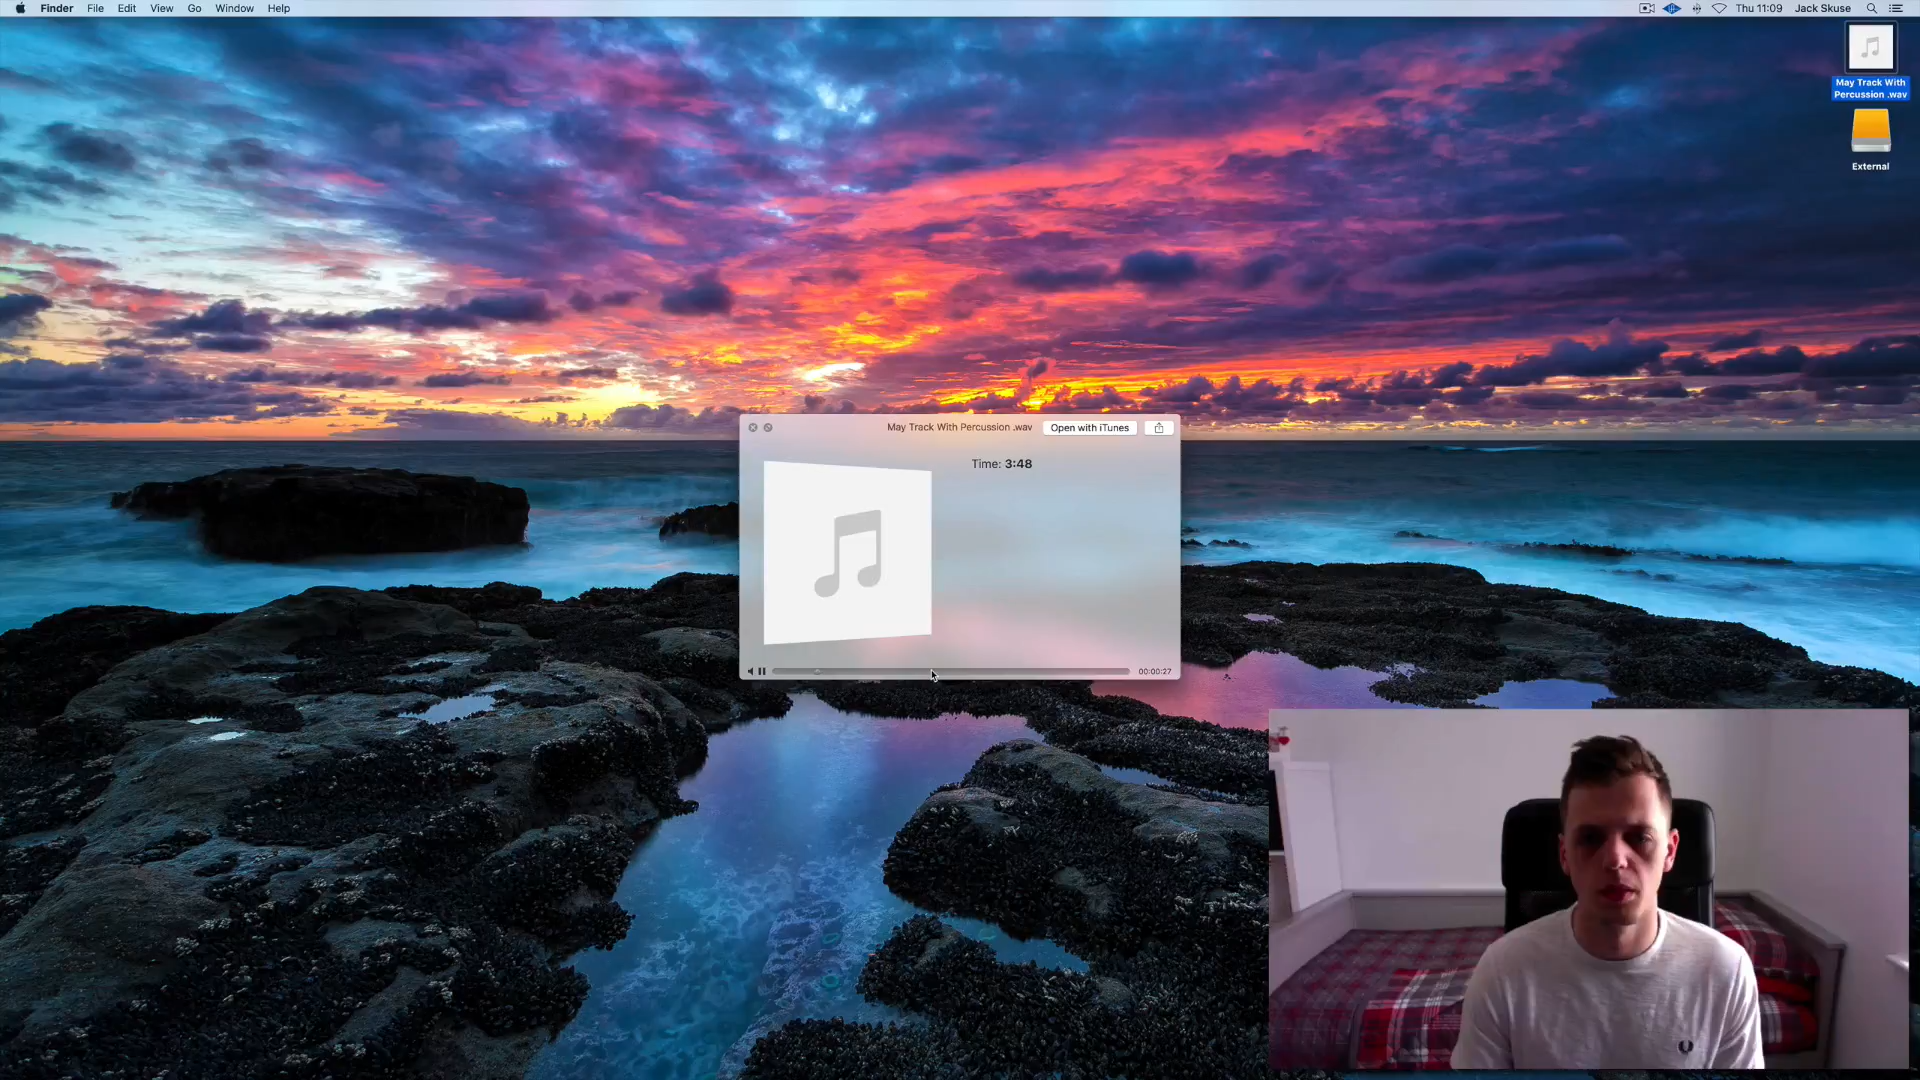 Finder File Edit View Go Window Help
Thu 11:09 Jack Skuse
May Track With
Percussion .wav
External
May Track With Percussion .wav
Open with iTunes
Time: 3:48
00:00:27